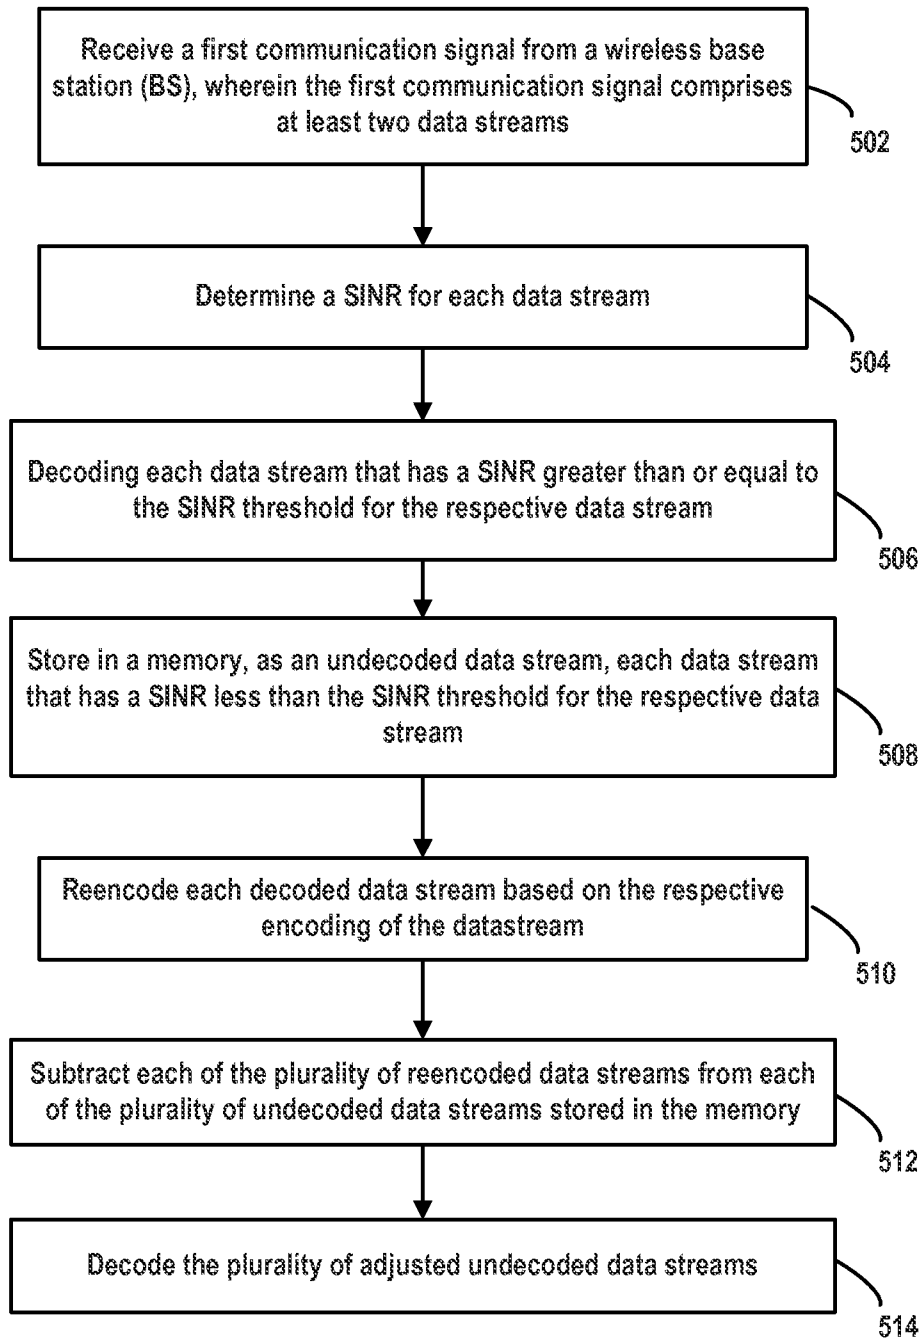 Receive a first communication signal from a wireless base
station (BS), wherein the first communication signal comprises
at least two data streams
502
Determine a SINR for each data stream
504
Decoding each data stream that has a SINR greater than or equal to
the SINR threshold for the respective data stream
506
Store in a memory, as an undecoded data stream, each data stream
that has a SINR less than the SINR threshold for the respective data
stream
508
Reencode each decoded data stream based on the respective
encoding of the datastream
510
Subtract each of the plurality of reencoded data streams from each
of the plurality of undecoded data streams stored in the memory
512
Decode the plurality of adjusted undecoded data streams
514